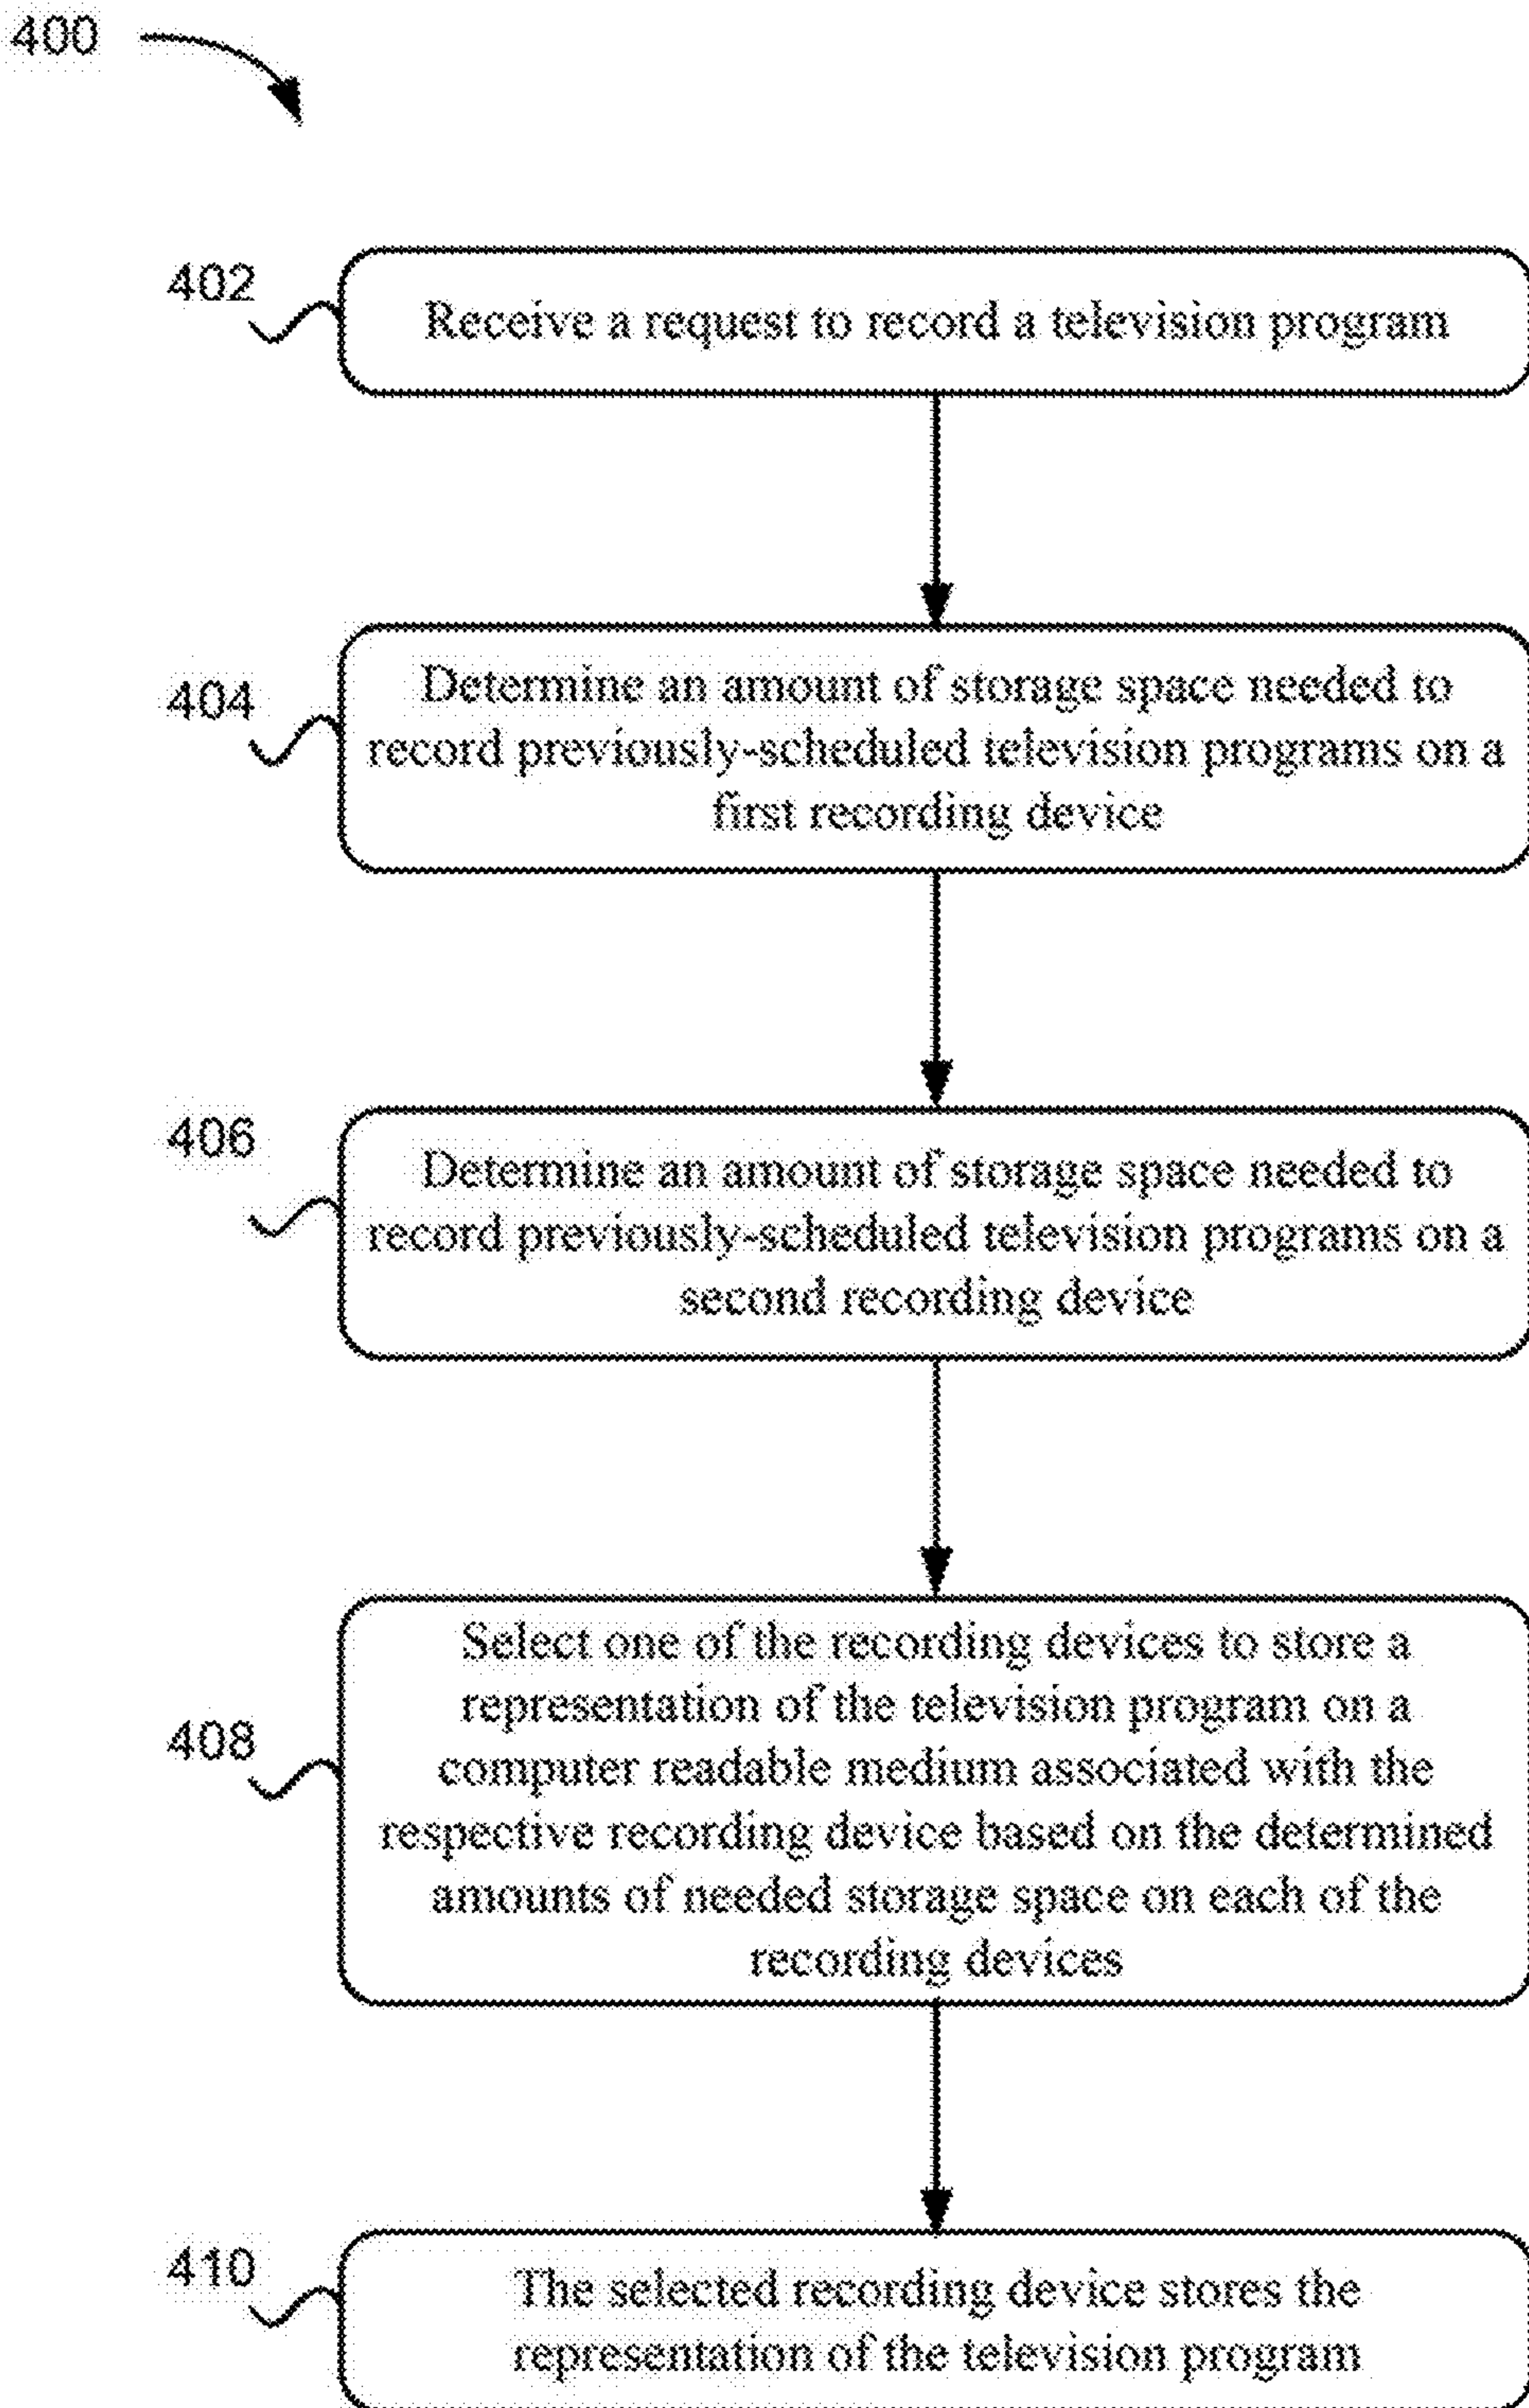 400
402
Receive a request to record a television program
404
Determine an amount of storage space needed to
record previously-scheduled television programs on a
first recording device
406
Determine an amount of storage space needed to
record previously-scheduled television programs on a
second recording device
408
Select one of the recording devices to store a
representation of the television program on a
computer readable medium associated with the
respective recording device based on the determined
amounts of needed storage space on each of the
recording devices
410
The selected recording device stores the
representation of the television program